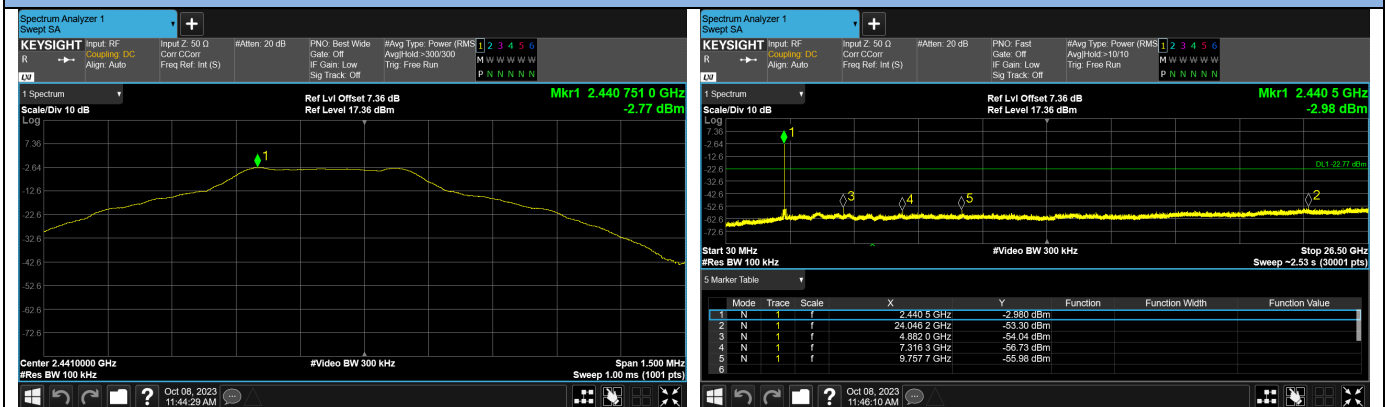 Spectrum Analyzer 1
Swept SA
KEYSIGHT
R
LXI
Input: RF
Coupling: DC
Align: Auto
Input Z: 50 Ω
Corr CCorr
Freq Ref: Int (S)
#Atten: 20 dB
PNO: Best Wide
Gate: Off
IF Gain: Low
Sig Track: Off
#Avg Type: Power (RMS
Avg|Hold:>300/300
Trig: Free Run
1 2 3 4 5 6
M W W W W W
P N N N N N
1 Spectrum
Scale/Div 10 dB
Ref Lvl Offset 7.36 dB
Ref Level 17.36 dBm
Mkr1 2.440 751 0 GHz
-2.77 dBm
Log
7.36
-2.64
-12.6
-22.6
-32.6
-42.6
-52.6
-62.6
-72.6
1
Center 2.4410000 GHz
#Res BW 100 kHz
#Video BW 300 kHz
Span 1.500 MHz
Sweep 1.00 ms (1001 pts)
?
Oct 08, 2023
11:44:29 AM
Spectrum Analyzer 1
Swept SA
KEYSIGHT
R
LXI
Input: RF
Coupling: DC
Align: Auto
Input Z: 50 Ω
Corr CCorr
Freq Ref: Int (S)
#Atten: 20 dB
PNO: Fast
Gate: Off
IF Gain: Low
Sig Track: Off
#Avg Type: Power (RMS
Avg|Hold:>10/10
Trig: Free Run
1 2 3 4 5 6
M W W W W W
P N N N N N
1 Spectrum
Scale/Div 10 dB
Ref Lvl Offset 7.36 dB
Ref Level 17.36 dBm
Mkr1 2.440 5 GHz
-2.98 dBm
Log
7.36
-2.64
-12.6
-22.6
-32.6
-42.6
-52.6
-62.6
-72.6
1
DL1 -22.77 dBm
3
4
5
2
Start 30 MHz
#Res BW 100 kHz
#Video BW 300 kHz
Stop 26.50 GHz
Sweep ~2.53 s (30001 pts)
5 Marker Table
Mode Trace Scale X Y Function Function Width Function Value
1 N 1 f 2.440 5 GHz -2.980 dBm
2 N 1 f 24.046 2 GHz -53.30 dBm
3 N 1 f 4.882 0 GHz -54.04 dBm
4 N 1 f 7.316 3 GHz -56.73 dBm
5 N 1 f 9.757 7 GHz -55.98 dBm
6
?
Oct 08, 2023
11:46:10 AM